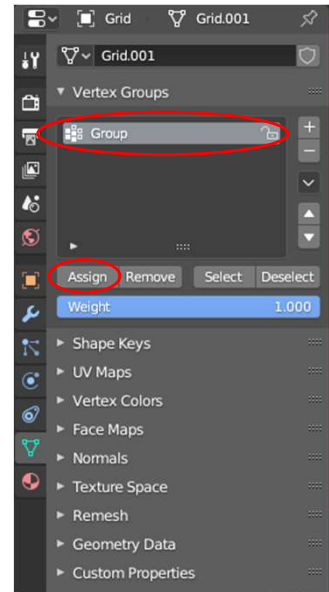 Grid Grid.001
Grid.001
Vertex Groups
Group
Assign Remove Select Deselect
Weight 1.000
Shape Keys
UV Maps
Vertex Colors
Face Maps
Normals
Texture Space
Remesh
Geometry Data
Custom Properties